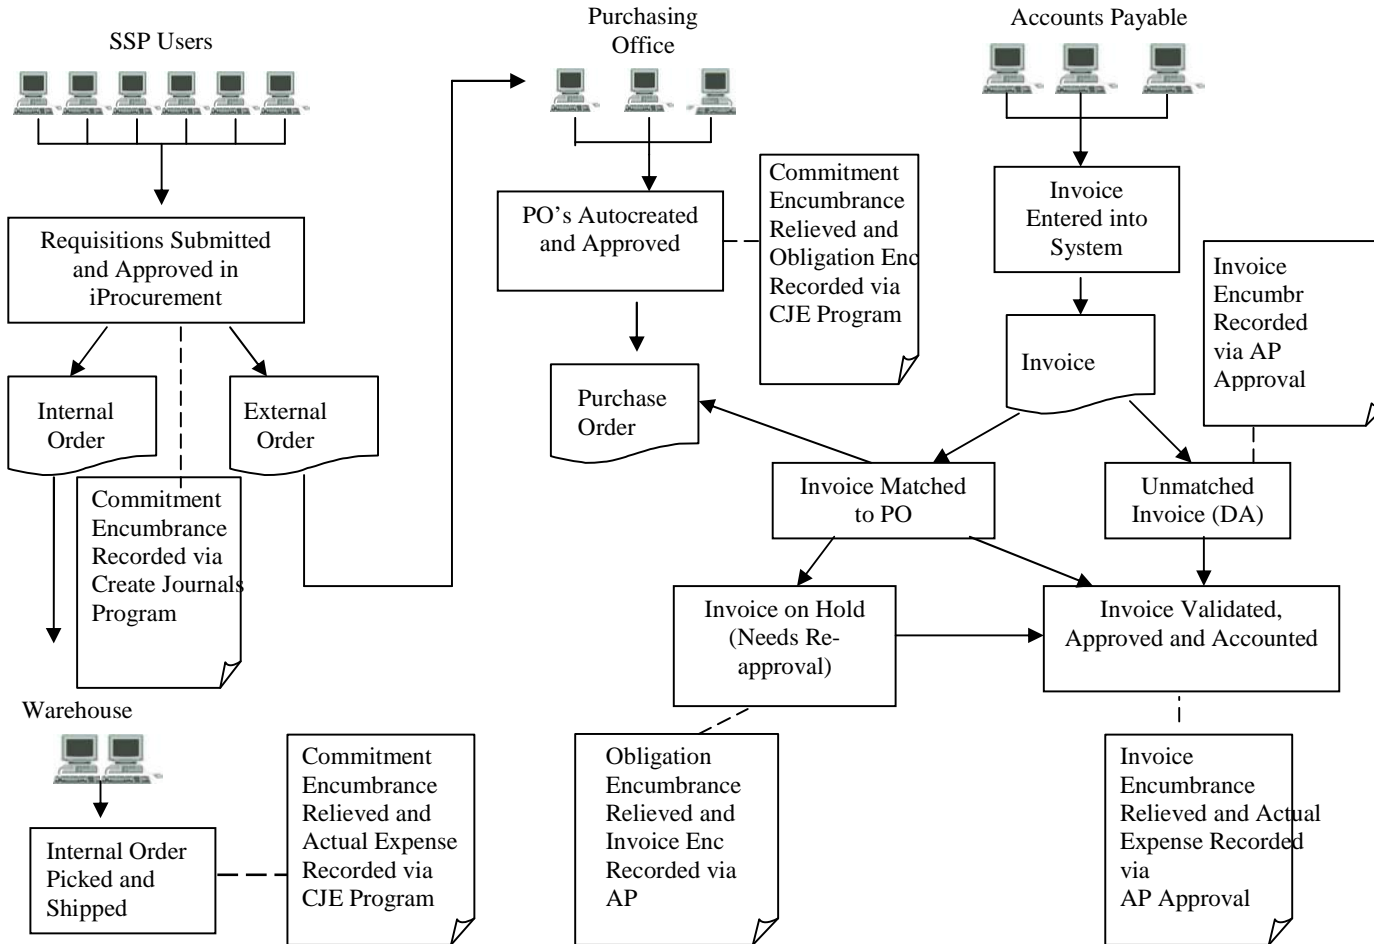 SSP Users
Purchasing
Office
Accounts Payable
Requisitions Submitted
and Approved in
iProcurement
PO’s Autocreated
and Approved
Commitment
Encumbrance
Relieved and
Obligation Enc
Recorded via
CJE Program
Invoice
Entered into
System
Invoice
Encumbr
Recorded
via AP
Approval
Internal
Order
External
Order
Purchase
Order
Invoice
Commitment
Encumbrance
Recorded via
Create Journals
Program
Invoice Matched
to PO
Unmatched
Invoice (DA)
Invoice on Hold
(Needs Re-
approval)
Invoice Validated,
Approved and Accounted
Warehouse
Internal Order
Picked and
Shipped
Commitment
Encumbrance
Relieved and
Actual Expense
Recorded via
CJE Program
Obligation
Encumbrance
Relieved and
Invoice Enc
Recorded via
AP
Invoice
Encumbrance
Relieved and Actual
Expense Recorded
via
AP Approval